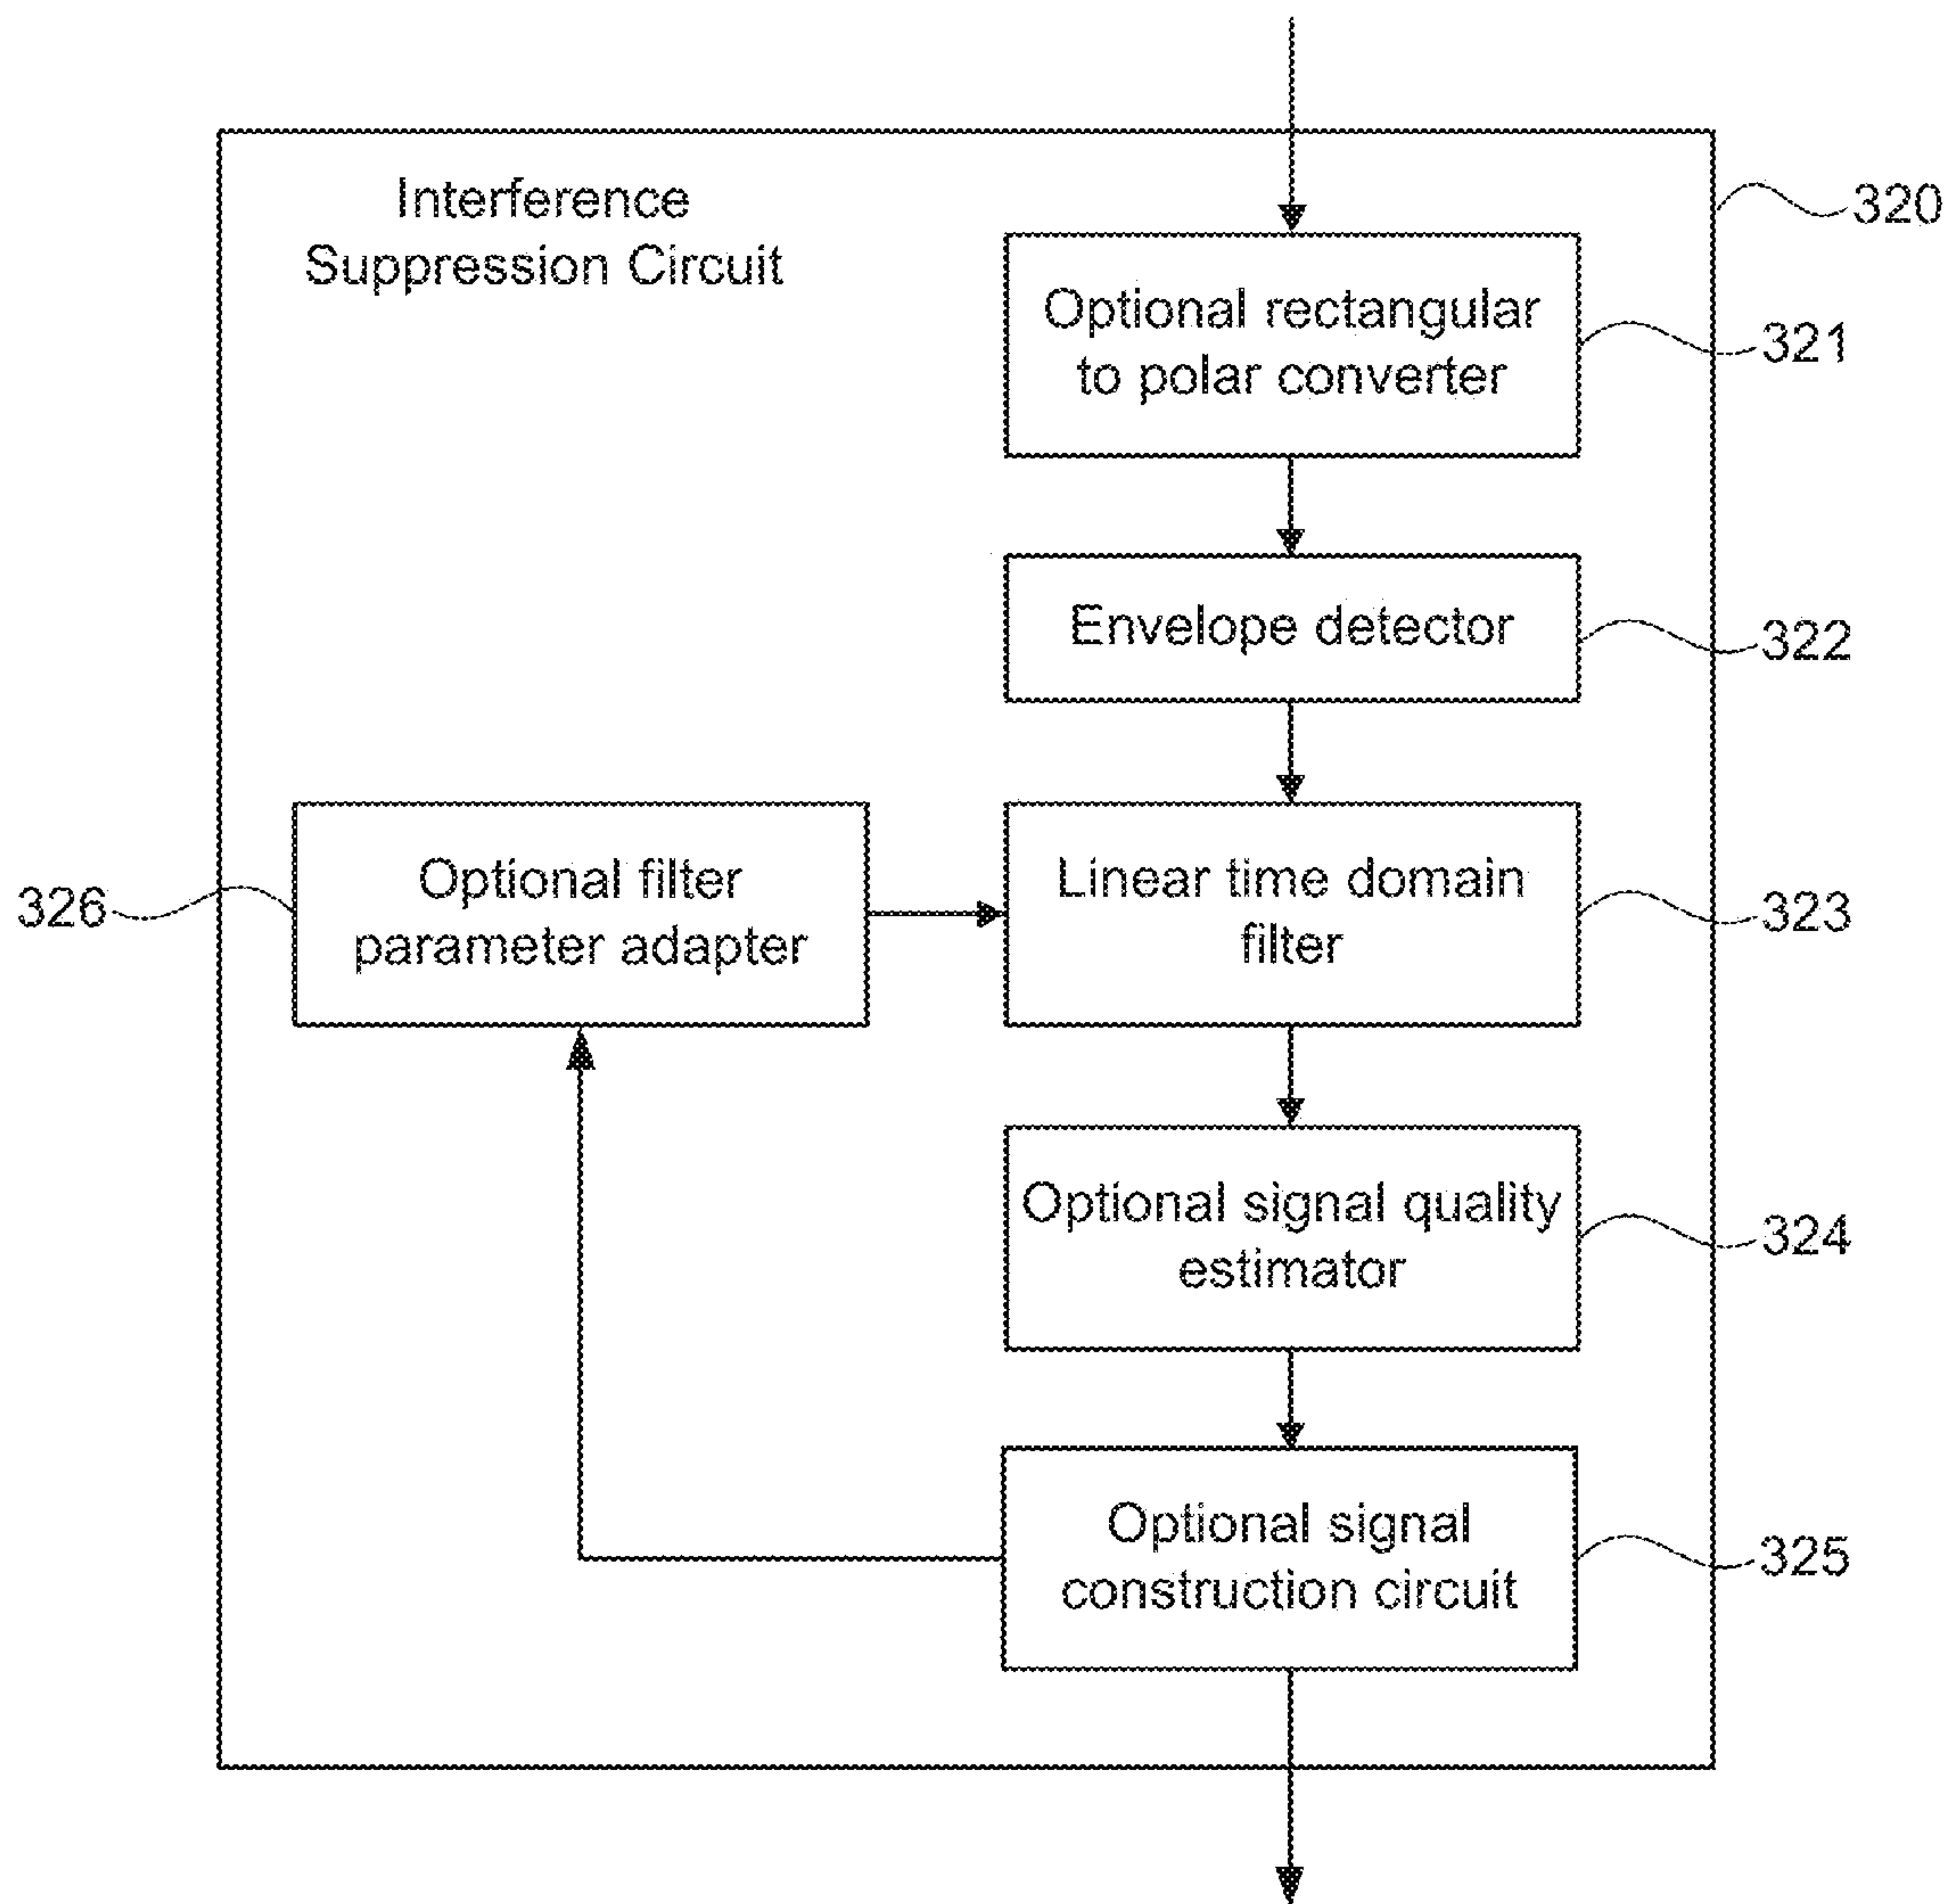 Interference
Suppression Circuit
320
Optional rectangular
to polar converter
321
Envelope detector
322
Optional filter
parameter adapter
326
Linear time domain
filter
323
Optional signal quality
estimator
324
Optional signal
construction circuit
325